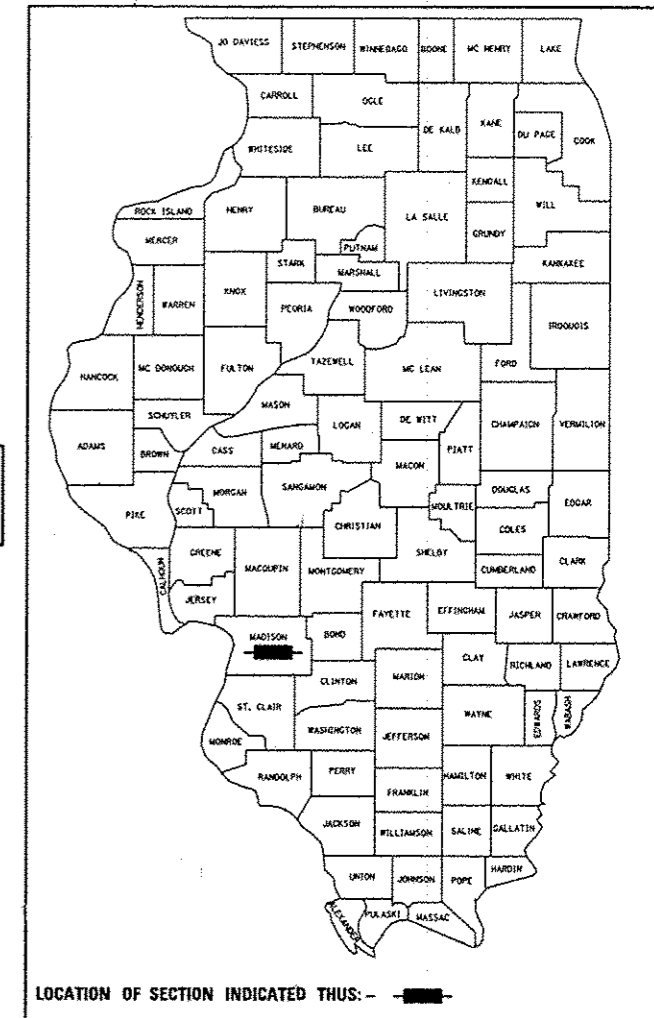 JO DAVIESS STEPHENSON WINNEBAGO BOONE MC HENRY LAKE
CARROLL OGLE DE KALB KANE DU PAGE COOK
WHITESIDE LEE KENDALL WILL
ROCK ISLAND HENRY BUREAU LA SALLE GRUNDY
MERCER PUTNAM KANKAKEE
STARK MARSHALL
HENDERSON WARREN KNOX PEORIA WOODFORD LIVINGSTON IROQUOIS
HANCOCK MC DONOUGH FULTON TAZEWELL MC LEAN FORD
SCHUYLER MASON LOGAN DE WITT CHAMPAIGN VERMILION
ADAMS BROWN CASS MENARD MACON PIATT
PIKE SCOTT MORGAN SANGAMON CHRISTIAN MOULTRIE DOUGLAS EDGAR
COLES
CALHOUN GREENE MACOUPIN MONTGOMERY SHELBY CUMBERLAND CLARK
JERSEY FAYETTE EFFINGHAM JASPER CRAWFORD
MADISON BOND
CLAY RICHLAND LAWRENCE
CLINTON MARION
ST. CLAIR WAYNE EDWARDS WABASH
MONROE WASHINGTON JEFFERSON
RANDOLPH PERRY HAMILTON WHITE
FRANKLIN
JACKSON WILLIAMSON SALINE GALLATIN
UNION JOHNSON POPE HARDIN
ALEXANDER PULASKI MASSAC
LOCATION OF SECTION INDICATED THUS:-